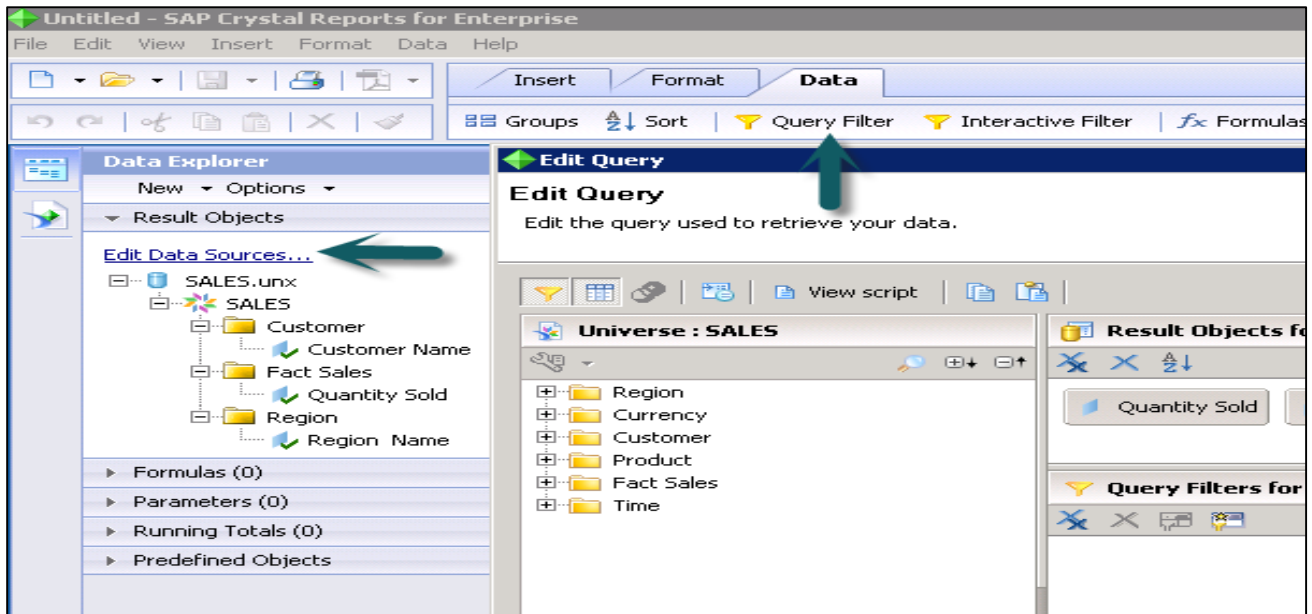 Untitled - SAP Crystal Reports for Enterprise
File Edit View Insert Format Data Help
Insert Format Data
Groups Sort Query Filter Interactive Filter fx Formulas
Data Explorer
New Options
Result Objects
Edit Data Sources...
SALES.unx
SALES
Customer
Customer Name
Fact Sales
Quantity Sold
Region
Region Name
Formulas (0)
Parameters (0)
Running Totals (0)
Predefined Objects
Edit Query
Edit Query
Edit the query used to retrieve your data.
View script
Universe : SALES
Region
Currency
Customer
Product
Fact Sales
Time
Result Objects fo
Quantity Sold
Query Filters for